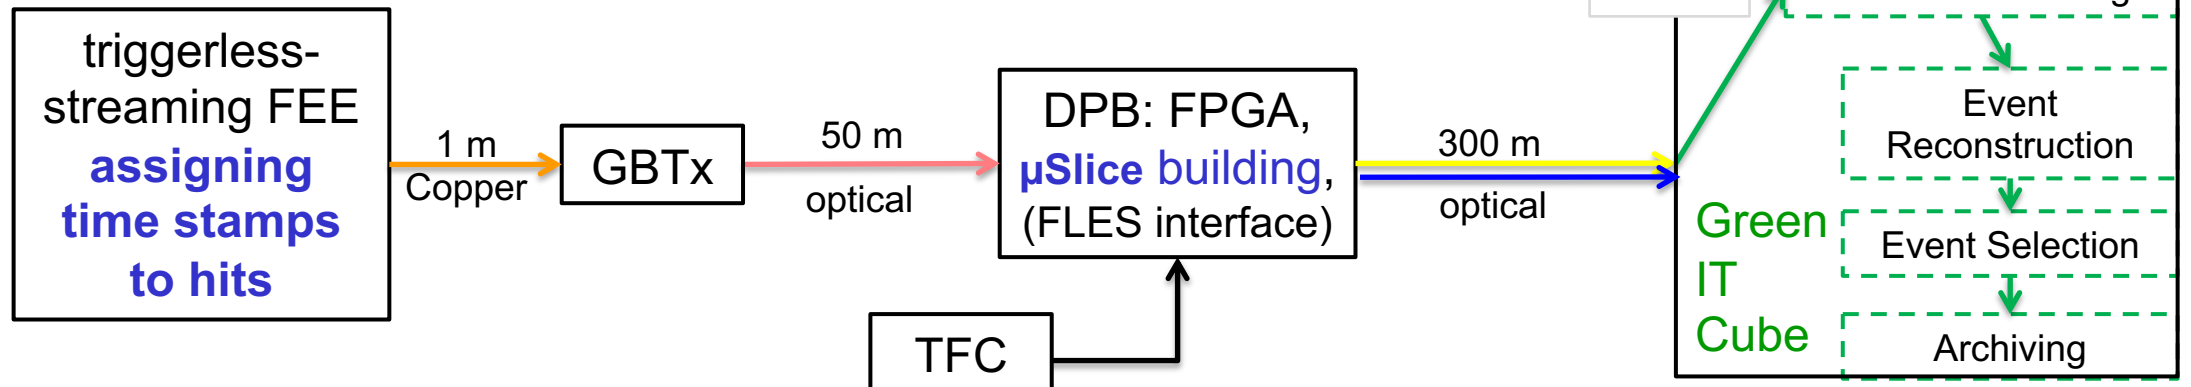 triggerless-
streaming FEE
assigning
time stamps
to hits
1 m
Copper
GBTx
50 m
optical
DPB: FPGA,
µSlice building,
(FLES interface)
TFC
300 m
optical
Green
IT
Cube
Event
Reconstruction
Event Selection
Archiving